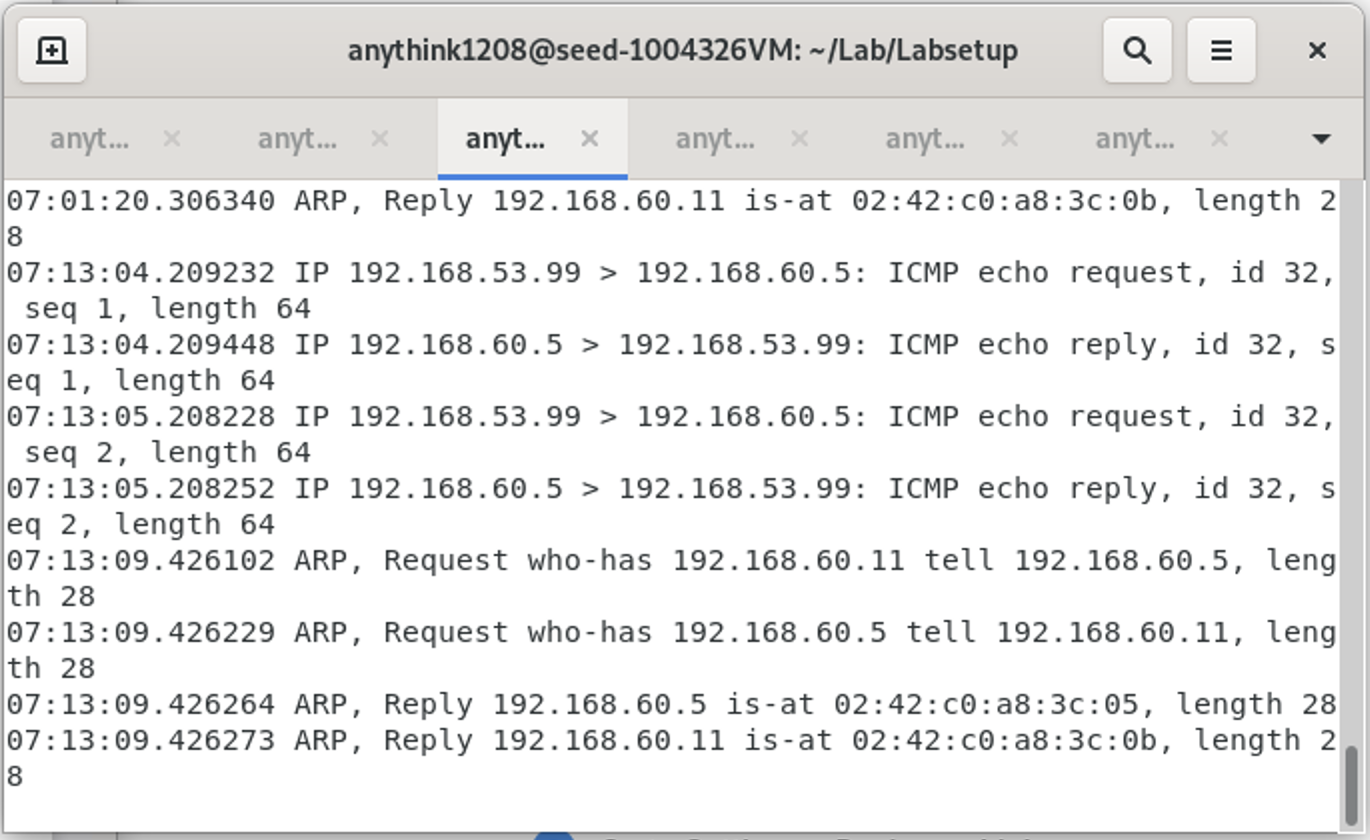 anythink1208@seed-1004326VM: ~/Lab/Labsetup
anyt... anyt... anyt... anyt... anyt... anyt...
07:01:20.306340 ARP, Reply 192.168.60.11 is-at 02:42:c0:a8:3c:0b, length 2
8
07:13:04.209232 IP 192.168.53.99 > 192.168.60.5: ICMP echo request, id 32,
 seq 1, length 64
07:13:04.209448 IP 192.168.60.5 > 192.168.53.99: ICMP echo reply, id 32, s
eq 1, length 64
07:13:05.208228 IP 192.168.53.99 > 192.168.60.5: ICMP echo request, id 32,
 seq 2, length 64
07:13:05.208252 IP 192.168.60.5 > 192.168.53.99: ICMP echo reply, id 32, s
eq 2, length 64
07:13:09.426102 ARP, Request who-has 192.168.60.11 tell 192.168.60.5, leng
th 28
07:13:09.426229 ARP, Request who-has 192.168.60.5 tell 192.168.60.11, leng
th 28
07:13:09.426264 ARP, Reply 192.168.60.5 is-at 02:42:c0:a8:3c:05, length 28
07:13:09.426273 ARP, Reply 192.168.60.11 is-at 02:42:c0:a8:3c:0b, length 2
8